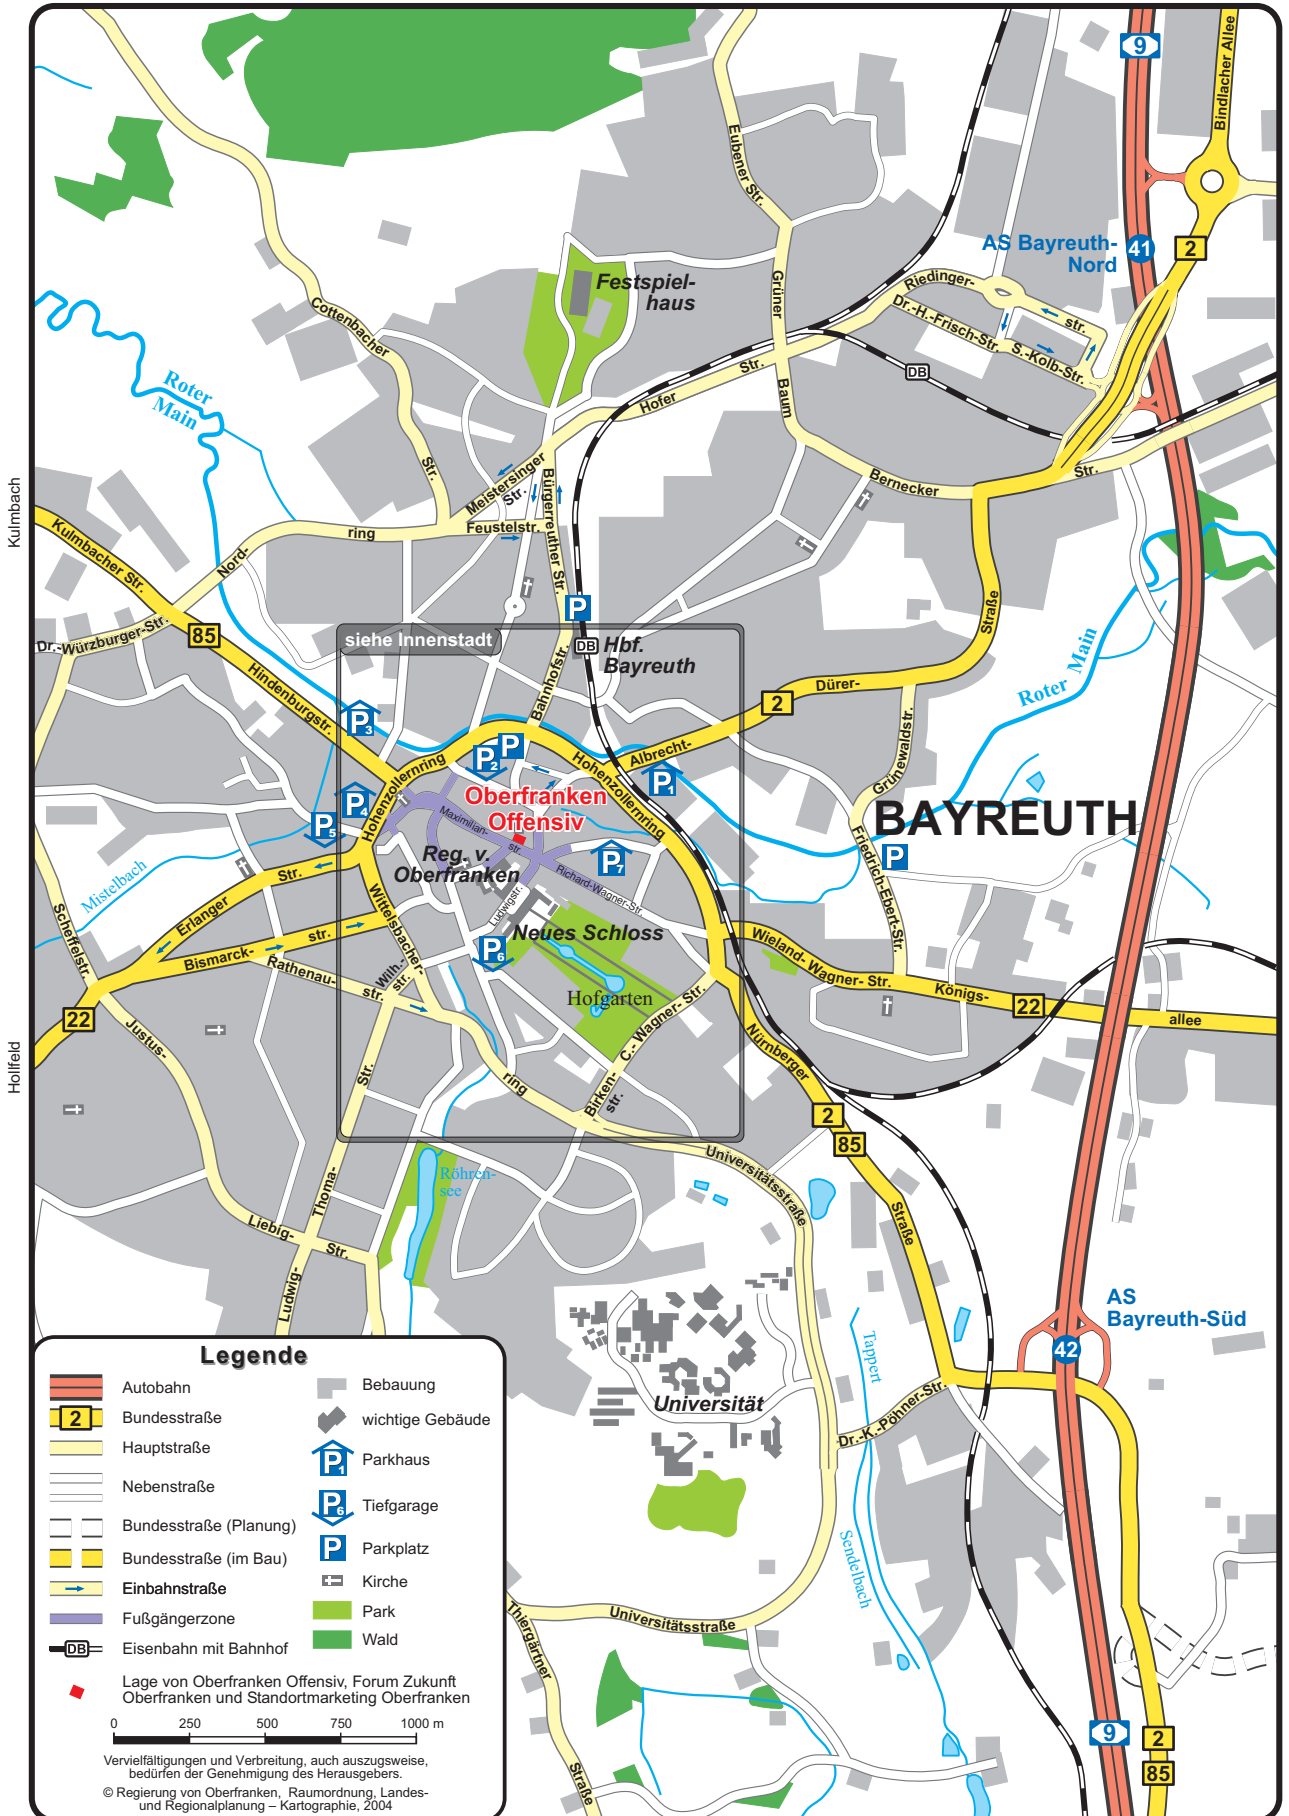 9
Bindlacher Allee
Eubener Str.
AS Bayreuth-
Nord
41
2
Festspiel-
haus
Grüner
Riedinger-
str.
Dr.-H.-Frisch-Str.
S.-Kolb-Str.
Cottenbacher
DB
Roter
Main
Str.
Hofer
Baum
Str.
Meistersinger
Str.
Bürgerreuther Str.
Bernecker
Str.
Kulmbach
Kulmbacher Str.
ring
Feustelstr.
Nord-
Straße
P
Dr.-Würzburger-Str.
85
siehe Innenstadt
DB
Hbf.
Bayreuth
Roter Main
Hindenburgstr.
Bahnhofstr.
Dürer-
2
P3
P
P2
Albrecht-
Grünewaldstr.
Hohenzollernring
Hohenzollernring
P1
P4
Oberfranken
Offensiv
BAYREUTH
P5
Maximilian-
str.
Reg. v.
Oberfranken
P7
P
Friedrich-Ebert-Str.
Mistelbach
Str.
Erlanger
Wittelsbacher-
Ludwigstr.
Richard-Wagner-Str.
Scheffelstr.
Bismarck-
str.
Neues Schloss
P6
Wieland- Wagner- Str.
Rathenau-
str.
Wilh.-
str.
Hofgarten
Königs-
22
22
allee
Justus-
C.- Wagner- Str.
Nürnberger
Hollfeld
Str.
ring
Birken-
str.
2
85
Röhren-
see
Universitätsstraße
Thoma-
Straße
Liebig-
Str.
Ludwig-
AS
Bayreuth-Süd
42
Tappert
Universität
Dr.-K.-Pöhner-Str.
Sendelbach
Thiergärtner
Universitätsstraße
Straße
9
2
85
Legende
Autobahn
2
Bundesstraße
Hauptstraße
Nebenstraße
Bundesstraße (Planung)
Bundesstraße (im Bau)
Einbahnstraße
Fußgängerzone
DB
Eisenbahn mit Bahnhof
Bebauung
wichtige Gebäude
P1
Parkhaus
P6
Tiefgarage
P
Parkplatz
Kirche
Park
Wald
Lage von Oberfranken Offensiv, Forum Zukunft
Oberfranken und Standortmarketing Oberfranken
0 250 500 750 1000 m
Vervielfältigungen und Verbreitung, auch auszugsweise,
bedürfen der Genehmigung des Herausgebers.
© Regierung von Oberfranken, Raumordnung, Landes-
und Regionalplanung – Kartographie, 2004